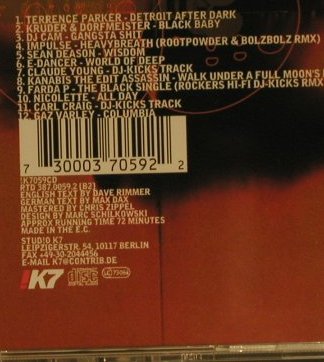 1. TERRENCE PARKER - DETROIT AFTER DARK
2. KRUDER & DORFMEISTER - BLACK BABY
3. DJ CAM - GANGSTA SHIT
4. IMPULSE - HEAVYBREATH (ROOTPOWDER & BOLZBOLZ RMX)
5. SEAN DEASON - WISDOM
6. E-DANCER - WORLD OF DEEP
7. CLAUDE YOUNG - DJ-KICKS TRACK
8. KANABIS THE EDIT ASSASSIN - WALK UNDER A FULL MOON'S
9. FARDA P - THE BLACK SINGLE (ROCKERS HI-FI DJ-KICKS RMX
10. NICOLETTE - ALL DAY
11. CARL CRAIG - DJ-KICKS TRACK
12. GAZ VARLEY - COLUMBIA
7 30003 70592 2
!K7059CD
RTD 387.0059.2 [B2]
ENGLISH TEXT BY DAVE RIMMER
GERMAN TEXT BY MAX DAX
MASTERED BY CHRIS ZIPPEL
DESIGN BY MARC SCHILKOWSKI
APPROX RUNNING TIME 72 MINUTES
MADE IN THE E.C.
STUD!O K7
LEIPZIGERSTR. 54, 10117 BERLIN
FAX +49-30-2044456
E-MAIL K7@CONTRIB.DE
!K7